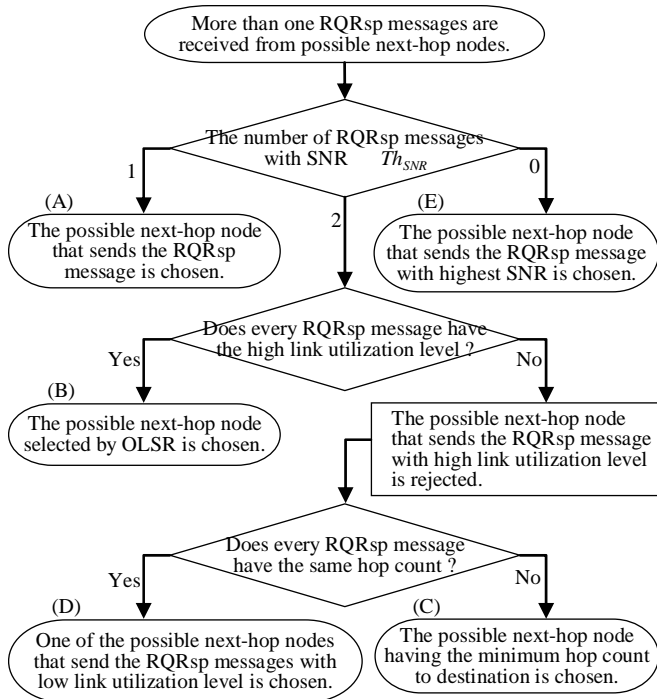 More than one RQRsp messages are
received from possible next-hop nodes.
The number of RQRsp messages
with SNR Th_SNR
1
0
2
(A)
The possible next-hop node
that sends the RQRsp
message is chosen.
(E)
The possible next-hop node
that sends the RQRsp message
with highest SNR is chosen.
Does every RQRsp message have
the high link utilization level ?
Yes
No
(B)
The possible next-hop node
selected by OLSR is chosen.
The possible next-hop node
that sends the RQRsp message
with high link utilization level
is rejected.
Does every RQRsp message
have the same hop count ?
Yes
No
(D)
One of the possible next-hop nodes
that send the RQRsp messages with
low link utilization level is chosen.
(C)
The possible next-hop node
having the minimum hop count
to destination is chosen.